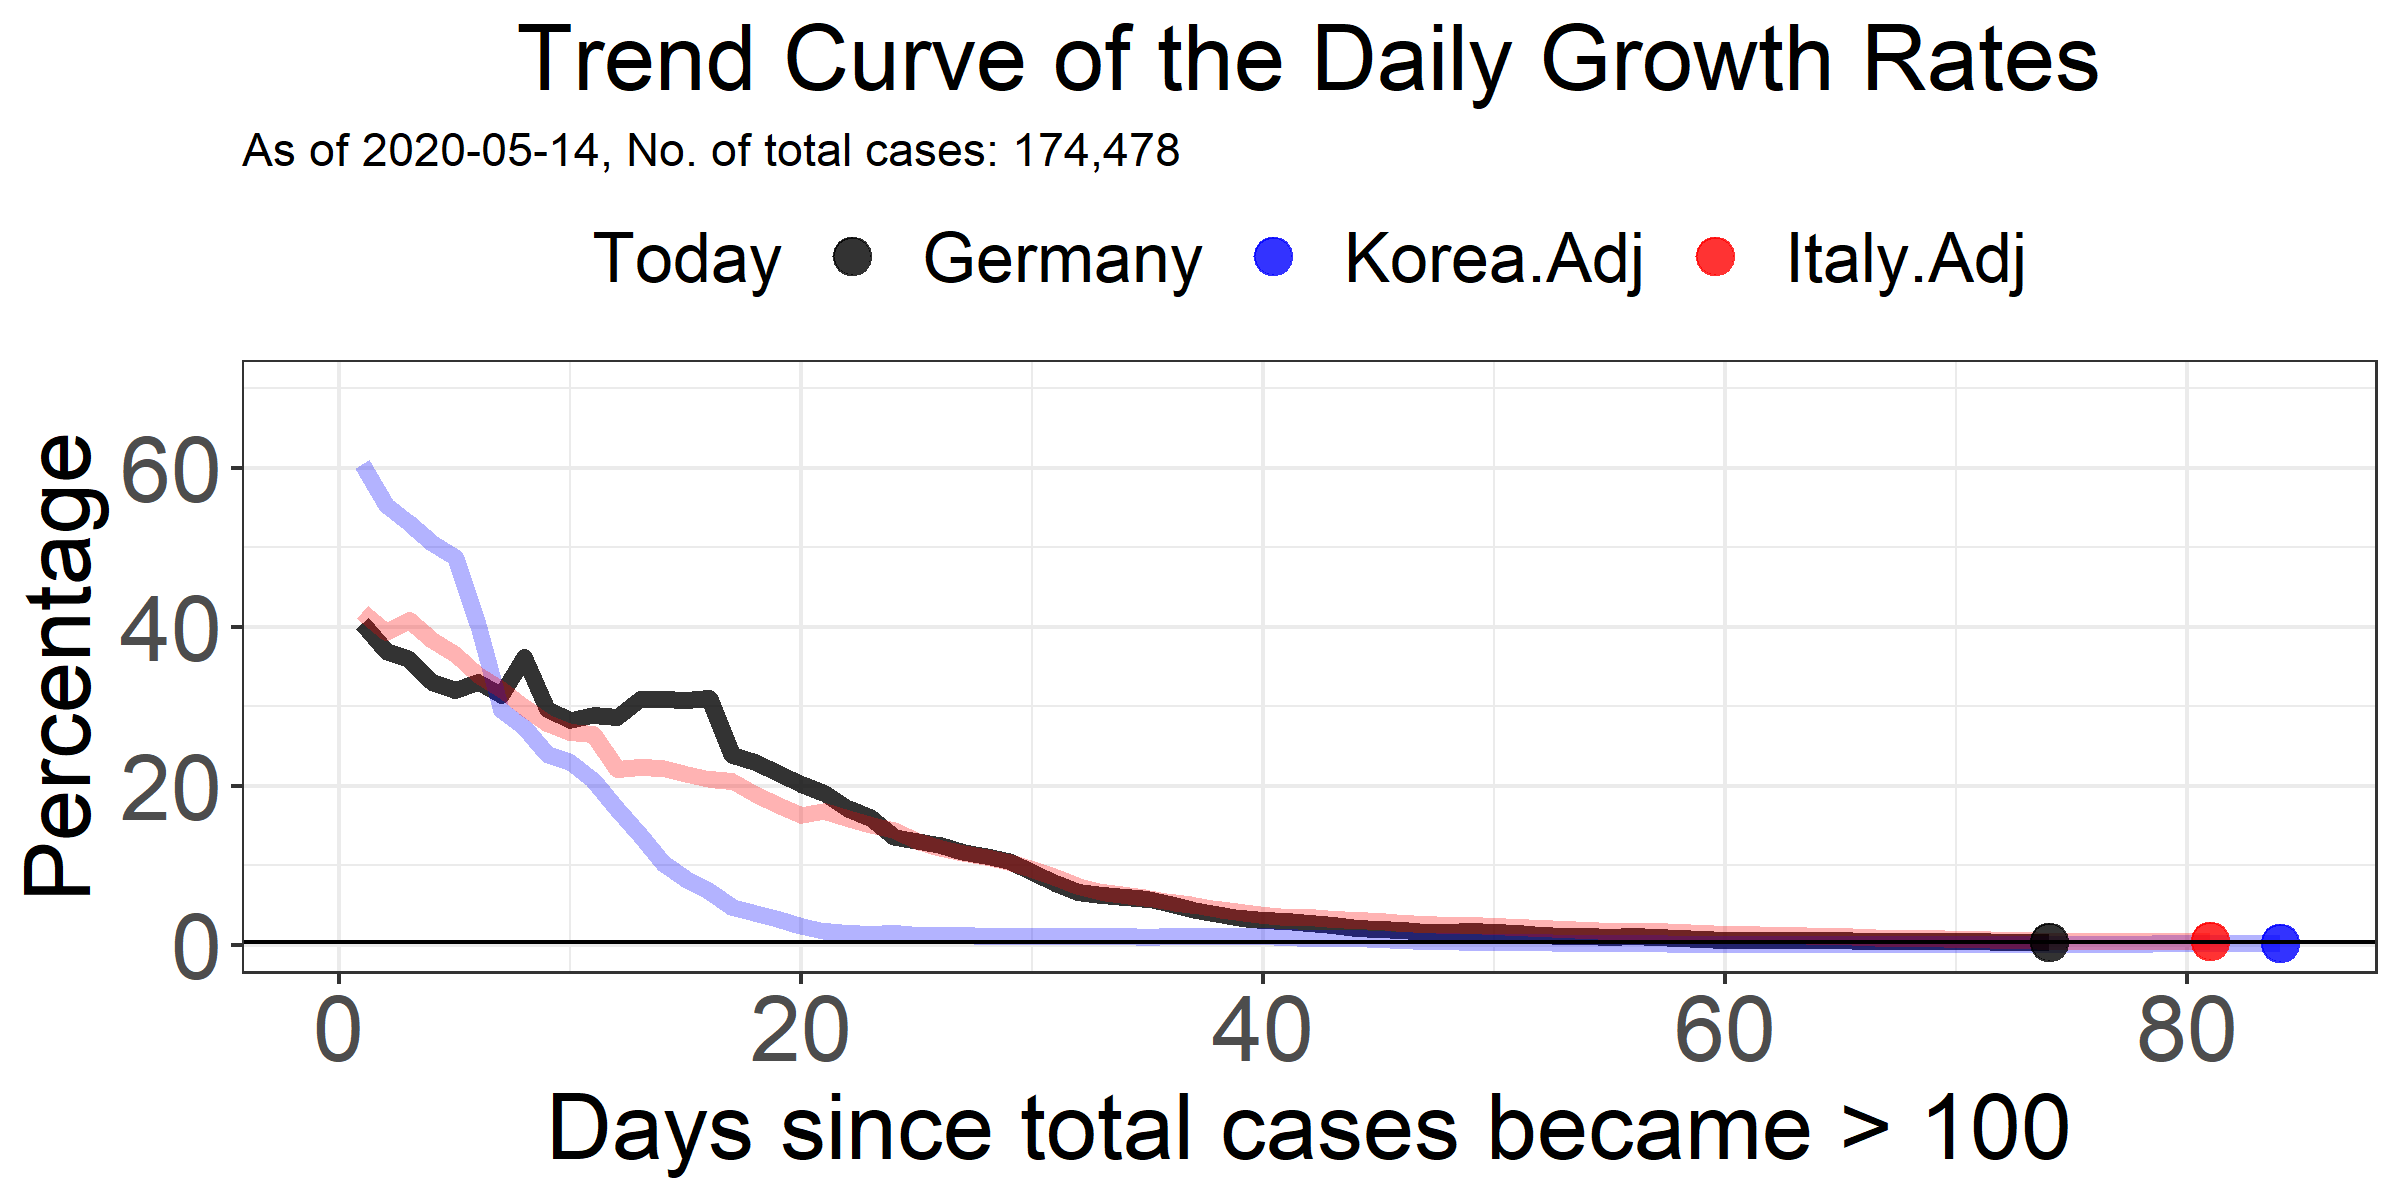 Trend Curve of the Daily Growth Rates
As of 2020-05-14, No. of total cases: 174,478
Today Germany Korea.Adj Italy.Adj
Percentage
60
40
20
0
0 20 40 60 80
Days since total cases became > 100